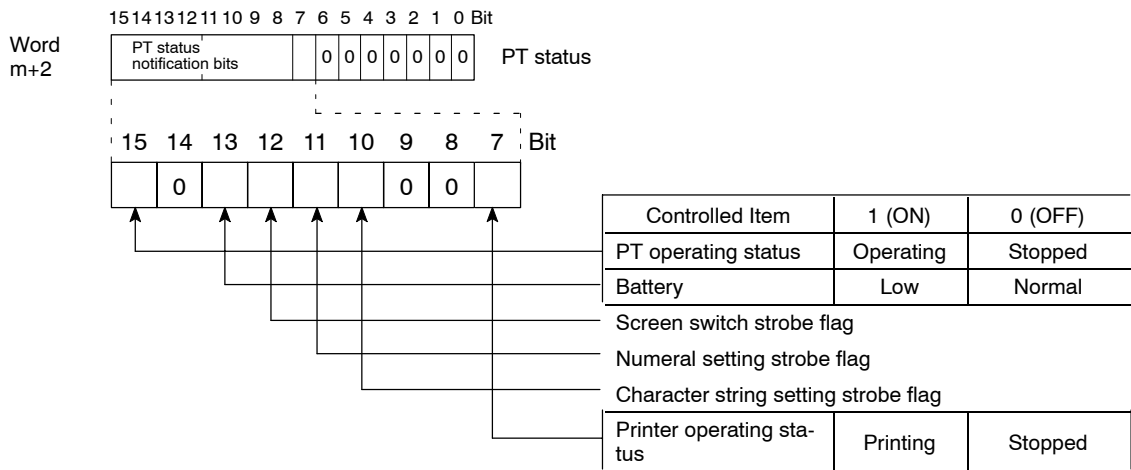 15 14 13 12 11 10 9 8 7 6 5 4 3 2 1 0 Bit
Word
m+2
PT status
notification bits
0 0 0 0 0 0 0
PT status
15 14 13 12 11 10 9 8 7 Bit
0 0 0
Controlled Item 1 (ON) 0 (OFF)
PT operating status Operating Stopped
Battery Low Normal
Screen switch strobe flag
Numeral setting strobe flag
Character string setting strobe flag
Printer operating sta-
tus Printing Stopped